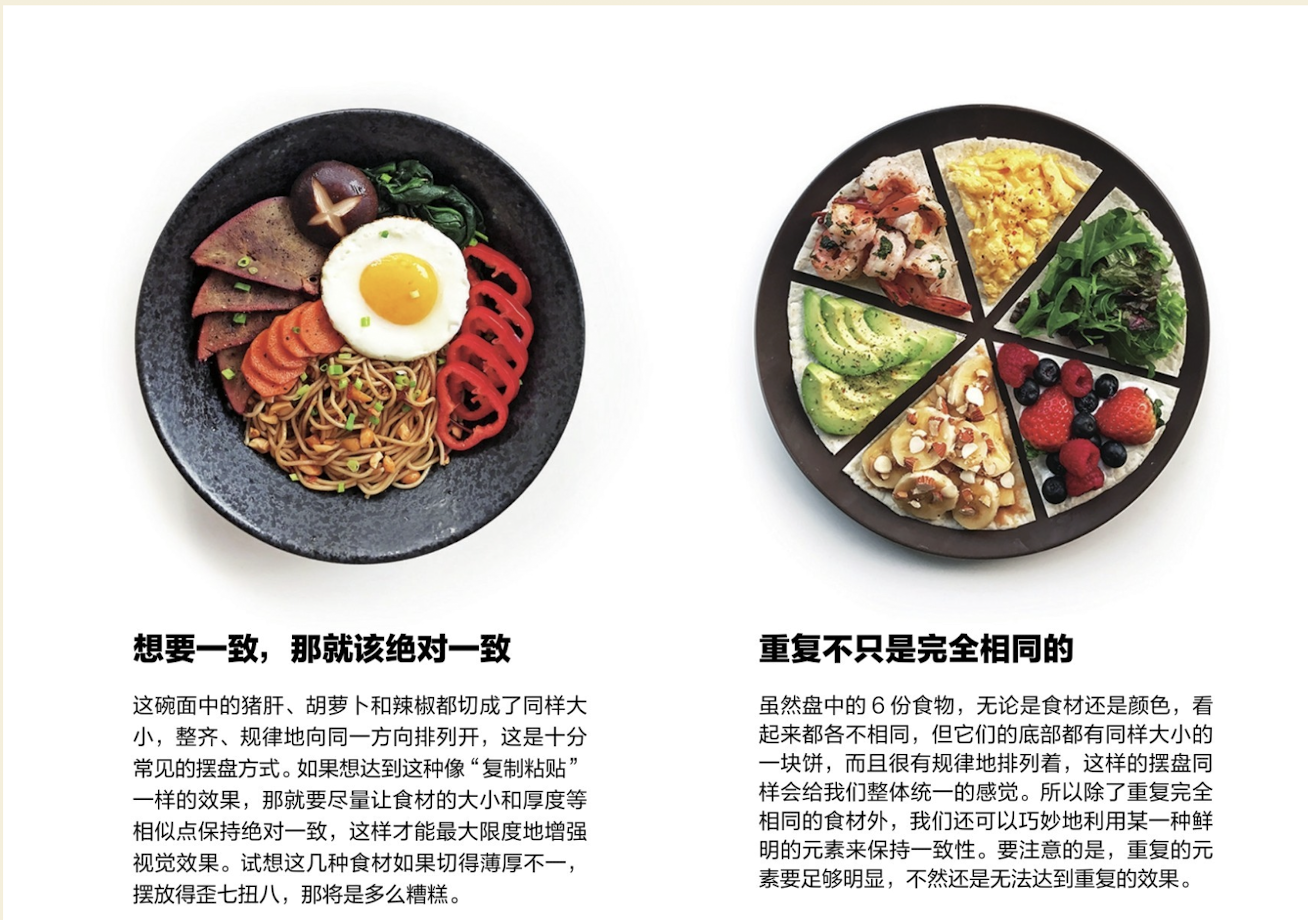 想要一致，那就该绝对一致
这碗面中的猪肝、胡萝卜和辣椒都切成了同样大
小，整齐、规律地向同一方向排列开，这是十分
常见的摆盘方式。如果想达到这种像“复制粘贴”
一样的效果，那就要尽量让食材的大小和厚度等
相似点保持绝对一致，这样才能最大限度地增强
视觉效果。试想这几种食材如果切得薄厚不一，
摆放得歪七扭八，那将是多么糟糕。
重复不只是完全相同的
虽然盘中的 6 份食物，无论是食材还是颜色，看
起来都各不相同，但它们的底部都有同样大小的
一块饼，而且很有规律地排列着，这样的摆盘同
样会给我们整体统一的感觉。所以除了重复完全
相同的食材外，我们还可以巧妙地利用某一种鲜
明的元素来保持一致性。要注意的是，重复的元
素要足够明显，不然还是无法达到重复的效果。